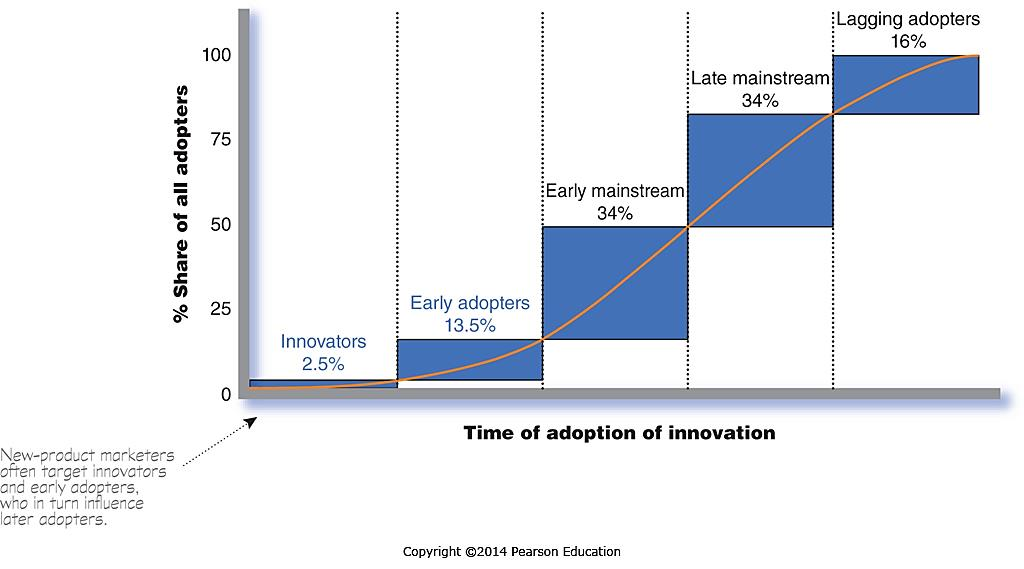 Lagging adopters
16%
100
Late mainstream
34%
75
% Share of all adopters
Early mainstream
34%
50
25
Early adopters
13.5%
Innovators
2.5%
0
Time of adoption of innovation
New-product marketers
often target innovators
and early adopters,
who in turn influence
later adopters.
Copyright ©2014 Pearson Education